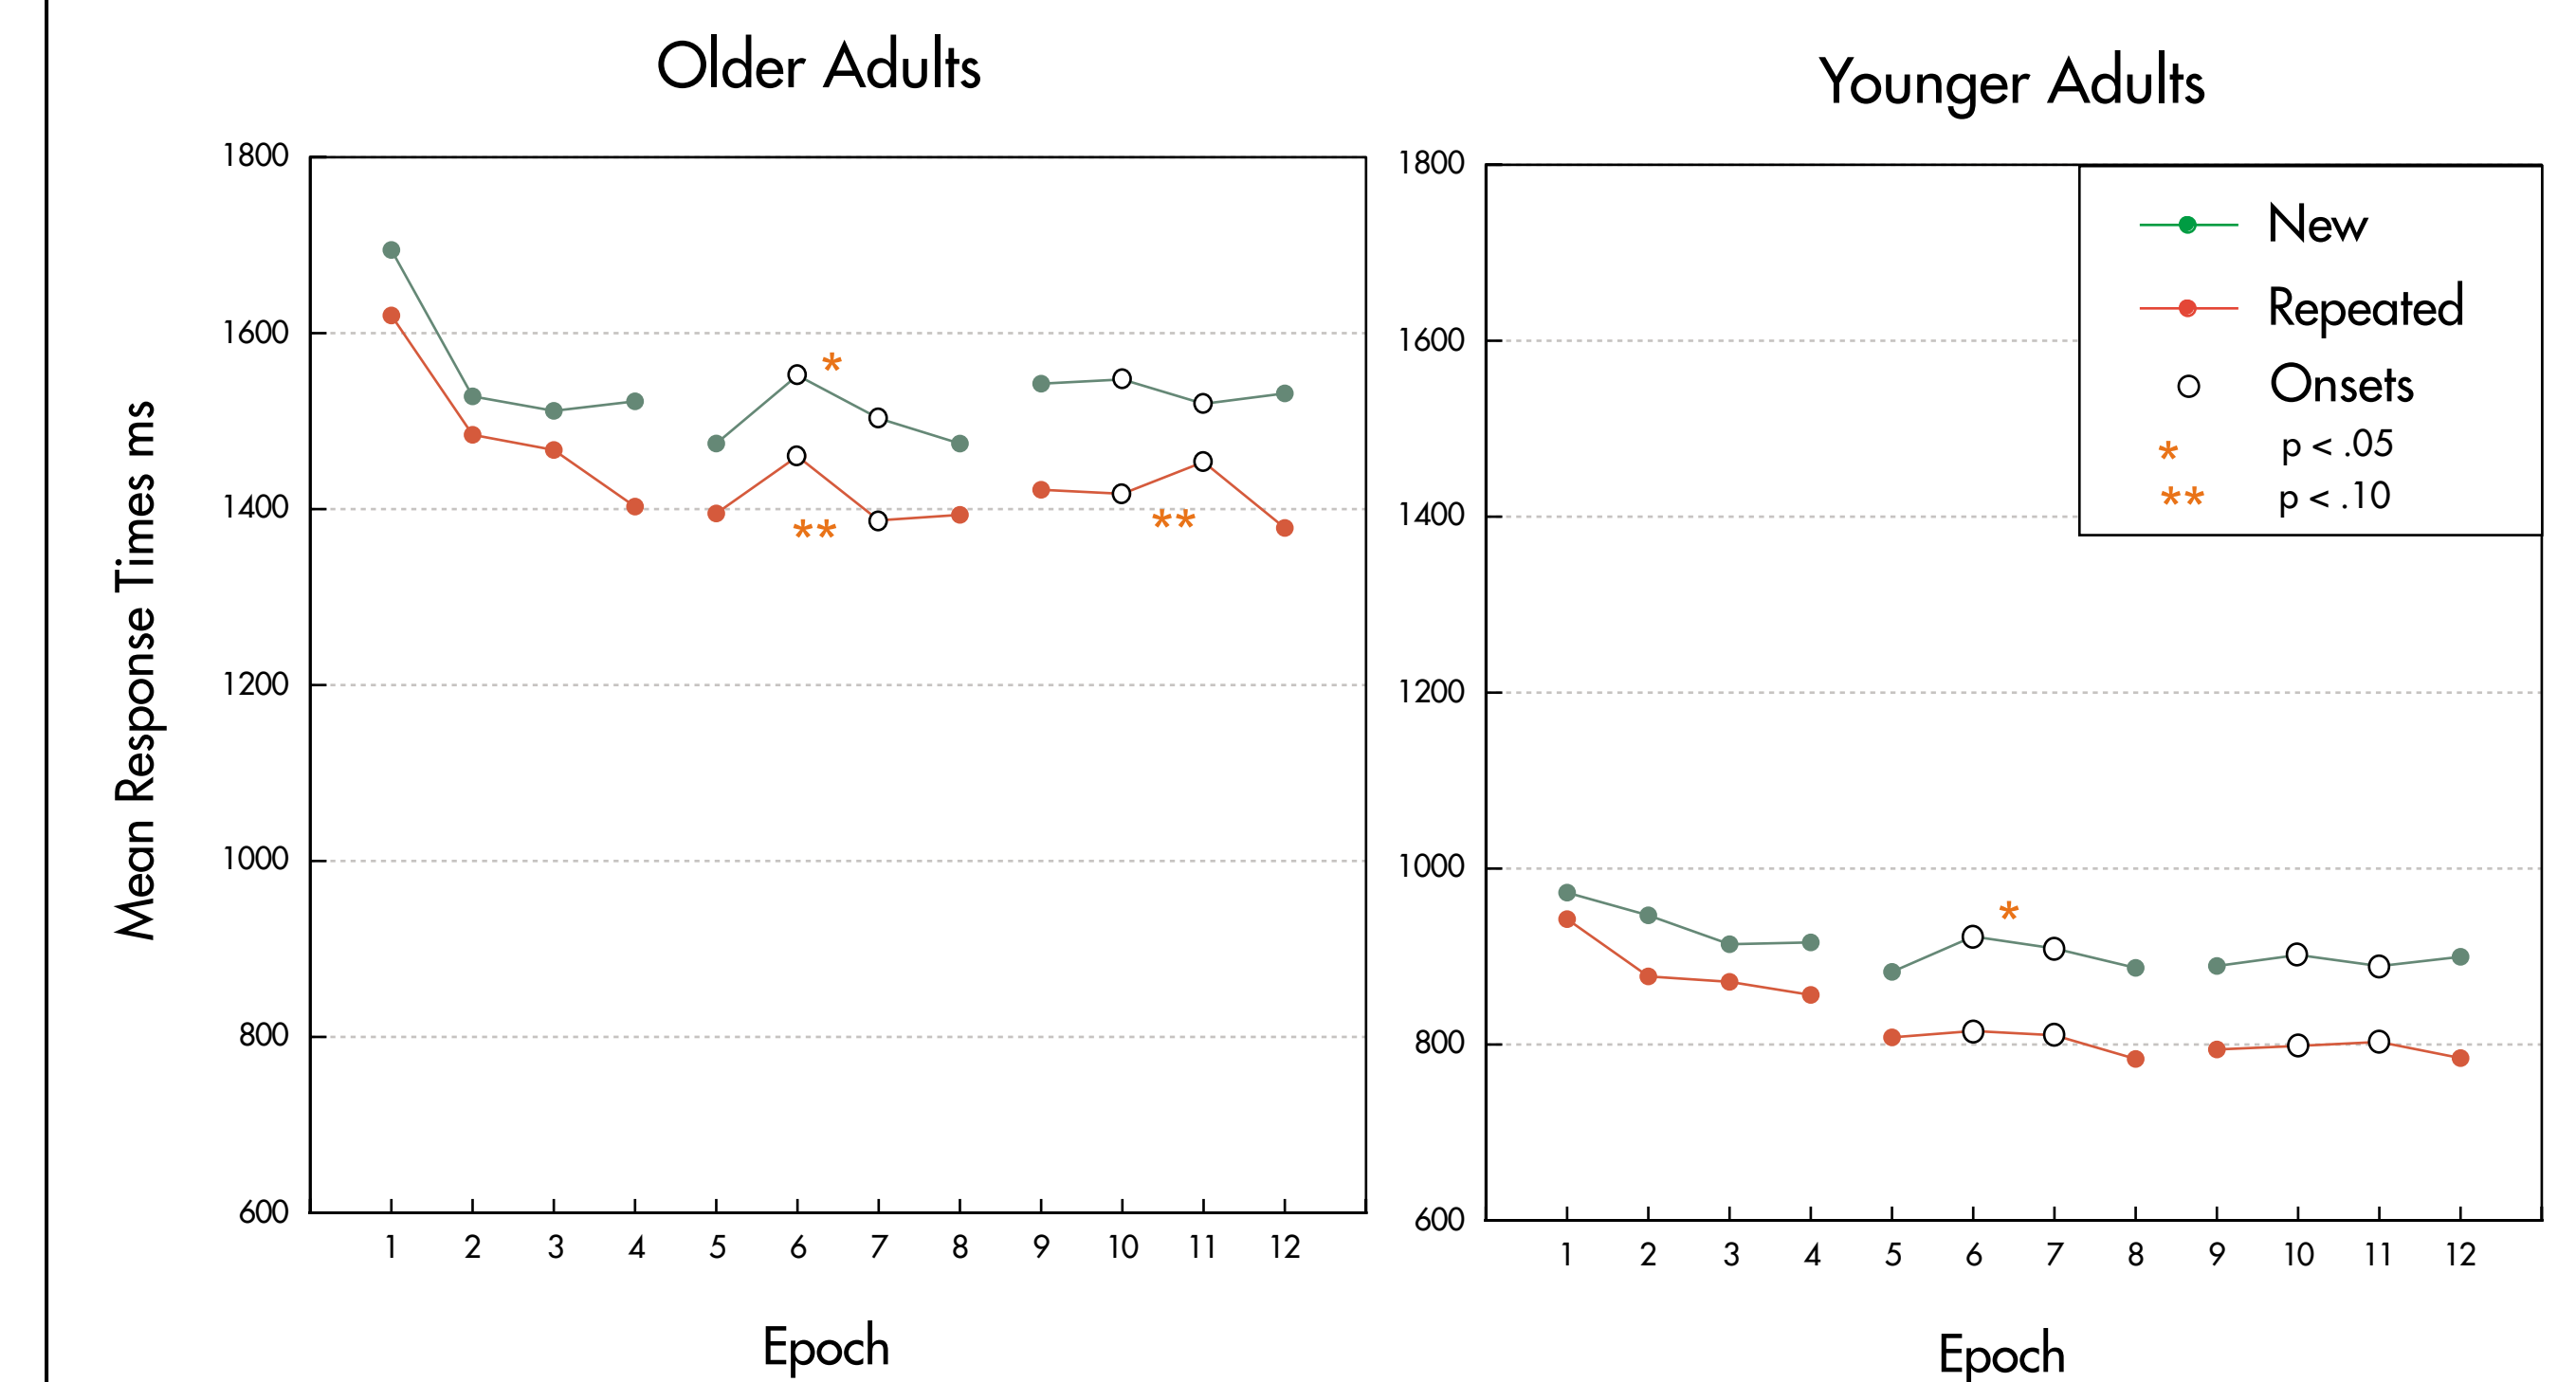 Older Adults
Mean Response Times ms
1800
1600
1400
1200
1000
800
600
*
**
**
1 2 3 4 5 6 7 8 9 10 11 12
Epoch
Younger Adults
1800
1600
1400
1200
1000
800
600
New
Repeated
Onsets
* p < .05
** p < .10
*
1 2 3 4 5 6 7 8 9 10 11 12
Epoch